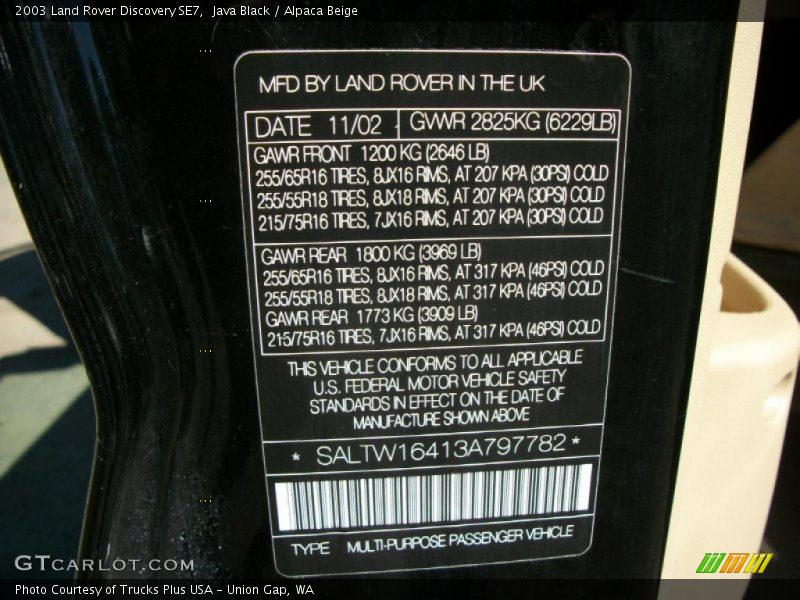 2003 Land Rover Discovery SE7,  Java Black / Alpaca Beige
MFD BY LAND ROVER IN THE UK
DATE 11/02 GVWR 2825KG (6229LB)
GAWR FRONT 1200 KG (2646 LB)
255/65R16 TIRES, 8JX16 RIMS, AT 207 KPA (30PSI) COLD
255/55R18 TIRES, 8JX18 RIMS, AT 207 KPA (30PSI) COLD
215/75R16 TIRES, 7JX16 RIMS, AT 207 KPA (30PSI) COLD
GAWR REAR 1800 KG (3969 LB)
255/65R16 TIRES, 8JX16 RIMS, AT 317 KPA (46PSI) COLD
255/55R18 TIRES, 8JX18 RIMS, AT 317 KPA (46PSI) COLD
GAWR REAR 1773 KG (3909 LB)
215/75R16 TIRES, 7JX16 RIMS, AT 317 KPA (46PSI) COLD
THIS VEHICLE CONFORMS TO ALL APPLICABLE
U.S. FEDERAL MOTOR VEHICLE SAFETY
STANDARDS IN EFFECT ON THE DATE OF
MANUFACTURE SHOWN ABOVE
* SALTW16413A797782 *
TYPE MULTI-PURPOSE PASSENGER VEHICLE
GTCARLOT.COM
Photo Courtesy of Trucks Plus USA - Union Gap, WA